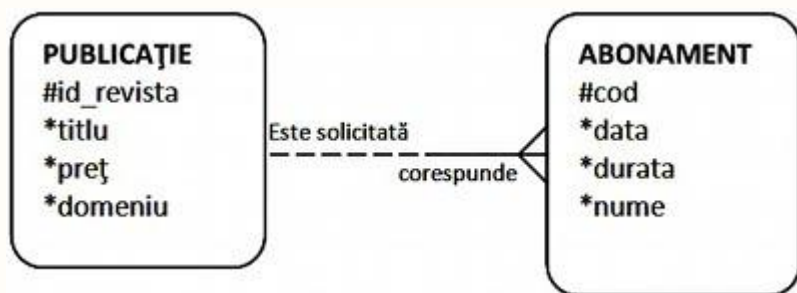 PUBLICAŢIE
#id_revista
*titlu
*preţ
*domeniu
Este solicitată
corespunde
ABONAMENT
#cod
*data
*durata
*nume